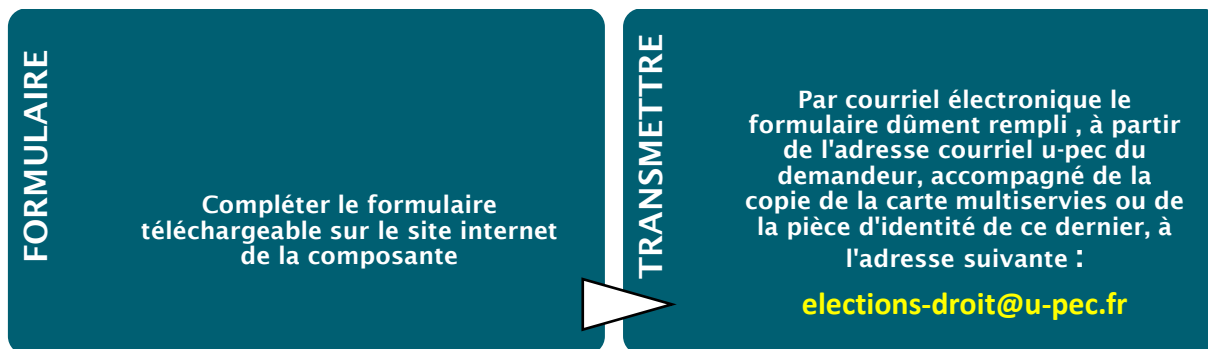 FORMULAIRE
Compléter le formulaire
téléchargeable sur le site internet
de la composante
TRANSMETTRE
Par courriel électronique le
formulaire dûment rempli , à partir
de l'adresse courriel u-pec du
demandeur, accompagné de la
copie de la carte multiservies ou de
la pièce d'identité de ce dernier, à
l'adresse suivante :
elections-droit@u-pec.fr